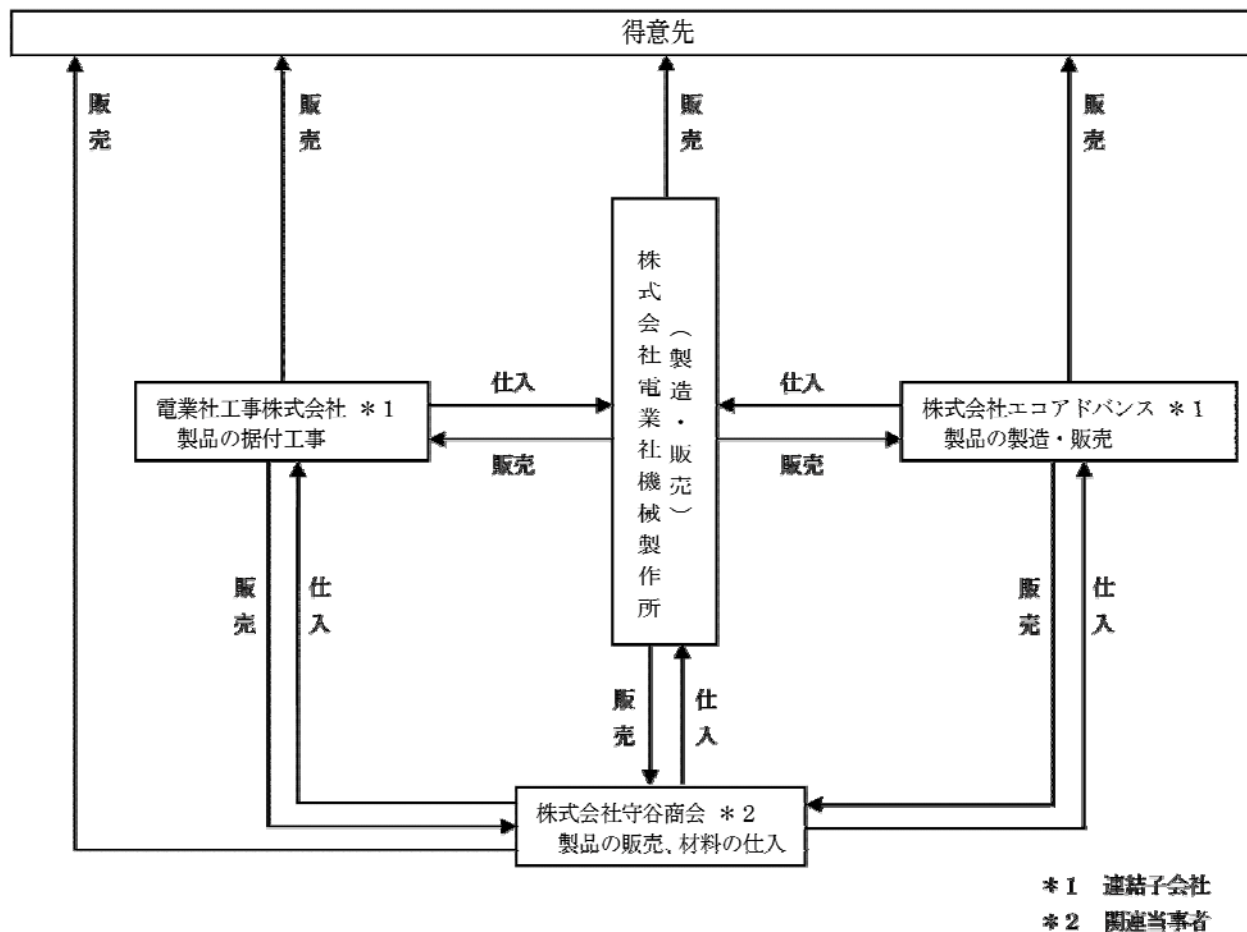 得意先
販売
販売
販売
販売
株式会社電業社機械製作所
（製造・販売）
仕入
販売
仕入
販売
電業社工事株式会社 ＊1
製品の据付工事
株式会社エコアドバンス ＊1
製品の製造・販売
販売
仕入
販売
仕入
販売
仕入
株式会社守谷商会 ＊2
製品の販売、材料の仕入
＊1 連結子会社
＊2 関連当事者